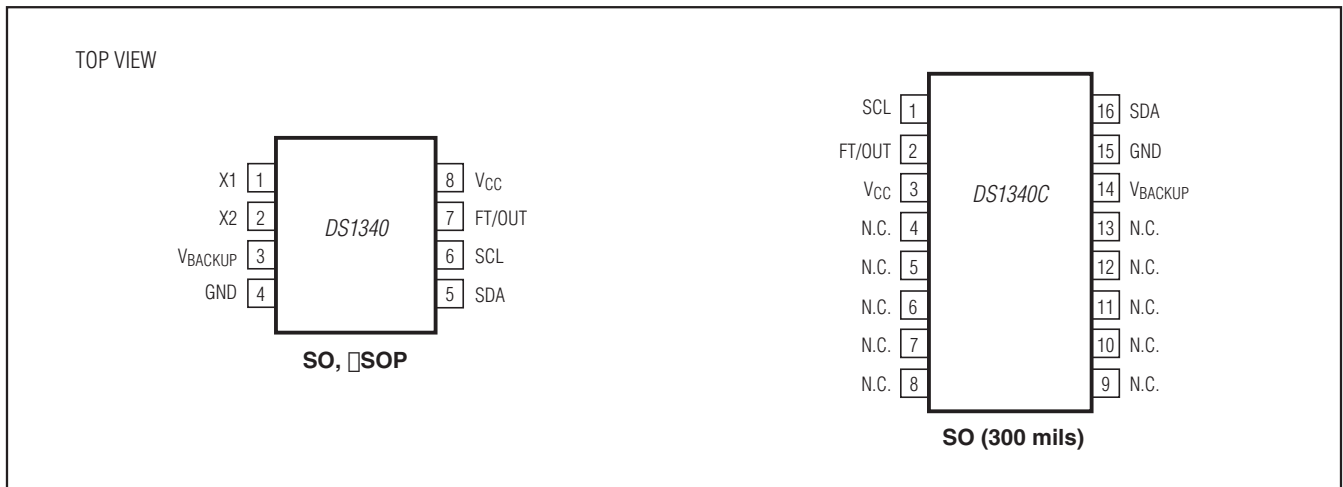 TOP VIEW
X1 1
X2 2
VBACKUP 3
GND 4
DS1340
8 VCC
7 FT/OUT
6 SCL
5 SDA
SO, □SOP
SCL 1
FT/OUT 2
VCC 3
N.C. 4
N.C. 5
N.C. 6
N.C. 7
N.C. 8
DS1340C
16 SDA
15 GND
14 VBACKUP
13 N.C.
12 N.C.
11 N.C.
10 N.C.
9 N.C.
SO (300 mils)